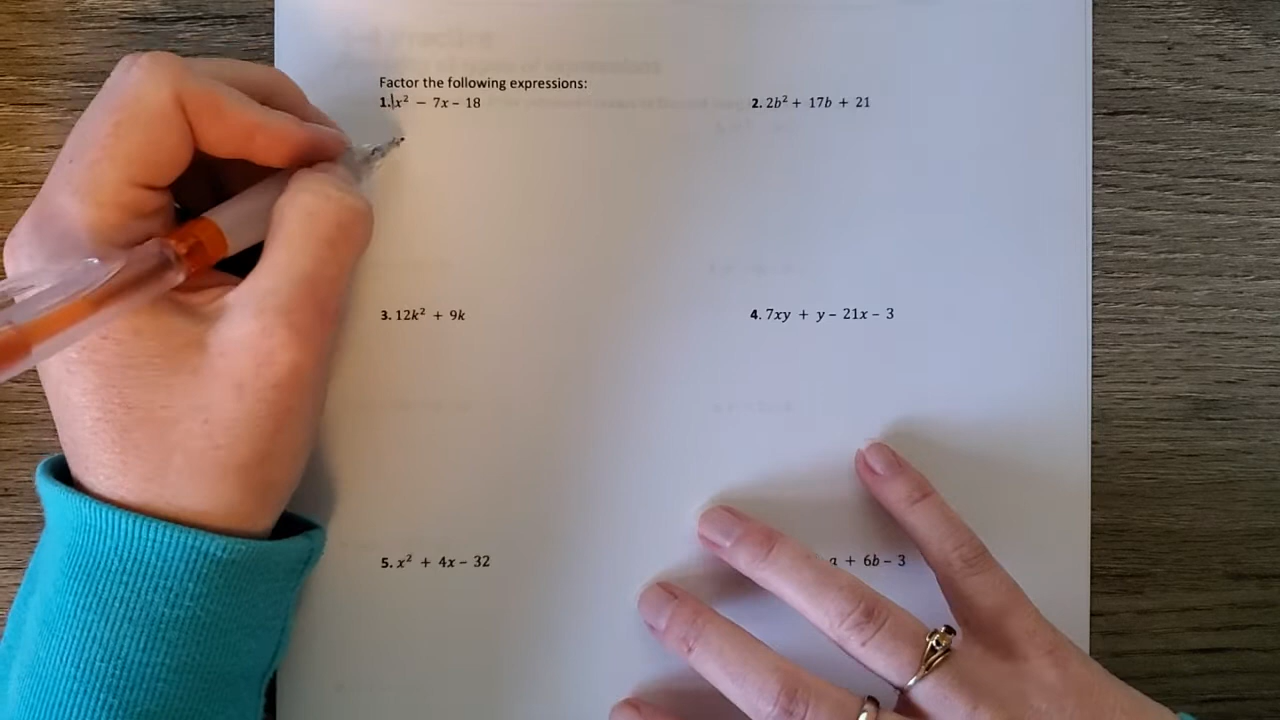 Factor the following expressions:
1. x² − 7x − 18
2. 2b² + 17b + 21
3. 12k² + 9k
4. 7xy + y − 21x − 3
5. x² + 4x − 32
a + 6b − 3